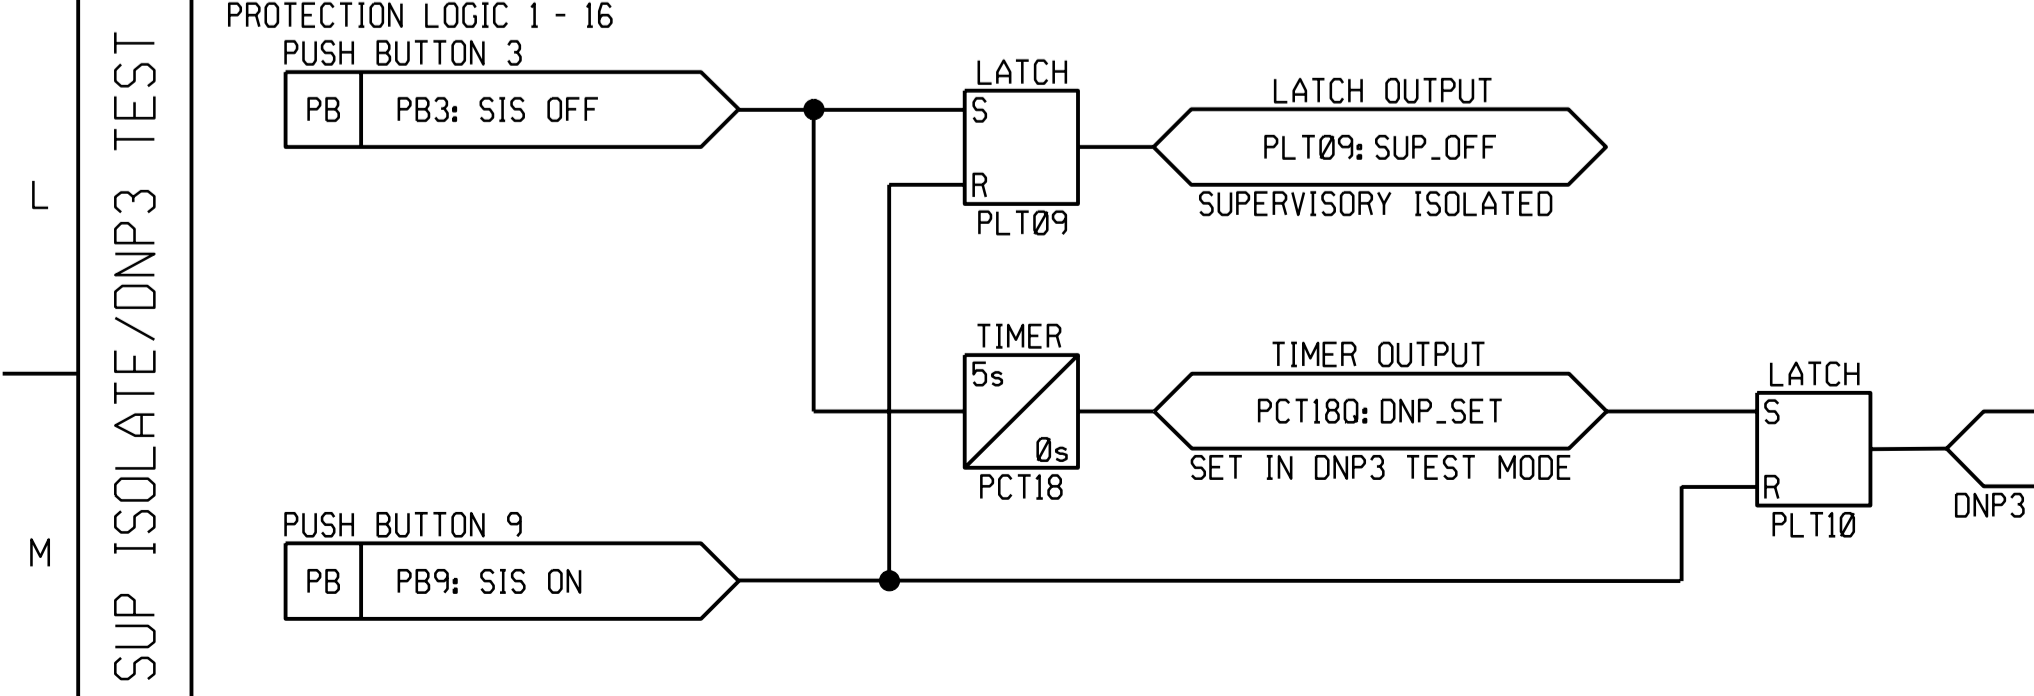 PROTECTION LOGIC 1 - 16
PUSH BUTTON 3
PB
PB3: SIS OFF
LATCH
S
R
PLT09
LATCH OUTPUT
PLT09: SUP_OFF
SUPERVISORY ISOLATED
L
SUP ISOLATE/DNP3 TEST
TIMER
5s
0s
PCT18
TIMER OUTPUT
PCT18Q: DNP_SET
SET IN DNP3 TEST MODE
LATCH
S
R
PLT10
DNP3
M
PUSH BUTTON 9
PB
PB9: SIS ON